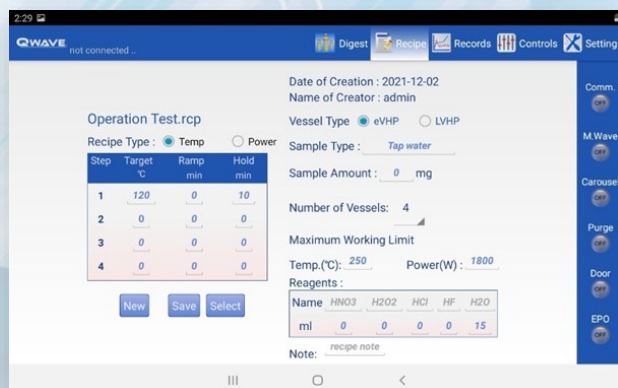 2:29
QWAVE not connected ..
Digest Recipe Records Controls Setting
Operation Test.rcp
Recipe Type : Temp Power
Step Target °C Ramp min Hold min
1 120 0 10
2 0 0 0
3 0 0 0
4 0 0 0
New Save Select
Date of Creation : 2021-12-02
Name of Creator : admin
Vessel Type eVHP LVHP
Sample Type : Tap water
Sample Amount : 0 mg
Number of Vessels: 4
Maximum Working Limit
Temp.(℃): 250 Power(W) : 1800
Reagents :
Name HNO3 H2O2 HCl HF H2O
ml 0 0 0 0 15
Note: recipe note
Comm.
OFF
M.Wave
OFF
Carousel
OFF
Purge
OFF
Door
OFF
EPO
OFF